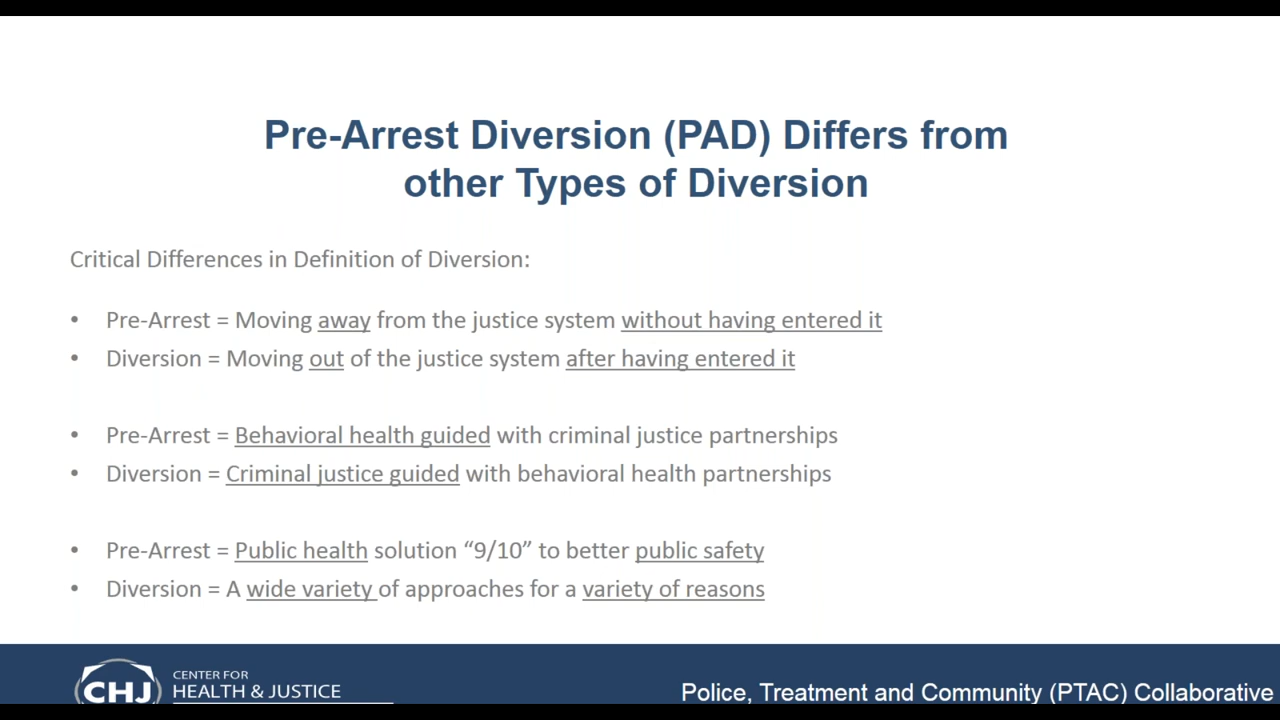 Pre-Arrest Diversion (PAD) Differs from
other Types of Diversion
Critical Differences in Definition of Diversion:
• Pre-Arrest = Moving away from the justice system without having entered it
• Diversion = Moving out of the justice system after having entered it
• Pre-Arrest = Behavioral health guided with criminal justice partnerships
• Diversion = Criminal justice guided with behavioral health partnerships
• Pre-Arrest = Public health solution “9/10” to better public safety
• Diversion = A wide variety of approaches for a variety of reasons
CHJ
CENTER FOR
HEALTH & JUSTICE
Police, Treatment and Community (PTAC) Collaborative